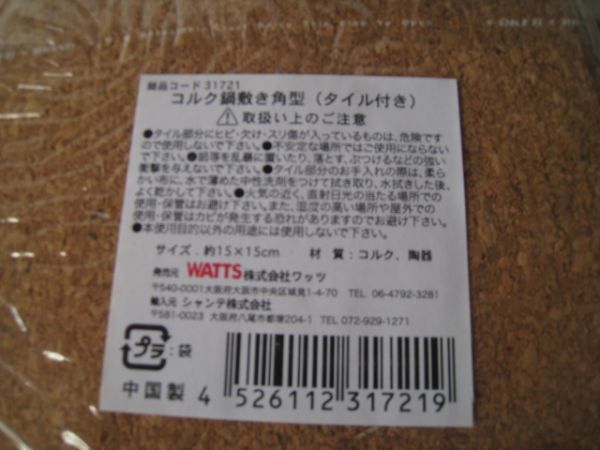 商品コード 31721
コルク鍋敷き角型（タイル付き）
⚠取扱い上のご注意
●タイル部分にヒビ・欠け・スリ傷が入っているものは、危険です
ので使用しないで下さい。●不安定な場所ではご使用にならない
で下さい。●鍋等を乱暴に置いたり、落とす、ぶつけるなどの強い
衝撃を与えないで下さい。●タイル部分のお手入れの際は、柔ら
かい布に、水で薄めた中性洗剤をつけて拭き取り、水拭きした後、
よく乾かして下さい。●火気の近く、直射日光の当たる場所での
使用・保管はお避け下さい。また、湿度の高い場所や屋外での
使用・保管はカビが発生する恐れがありますのでお避け下さい。
●本使用目的以外の用途には使用しないで下さい。
サイズ：約15×15cm 材 質：コルク、陶器
発売元 WATTS株式会社ワッツ
〒540-0001大阪府大阪市中央区城見1-4-70 TEL 06-4792-3281
輸入元 シャンテ株式会社
〒581-0023 大阪府八尾市都塚204-1 TEL 072-929-1271
プラ：袋
中国製 4 526112 317219